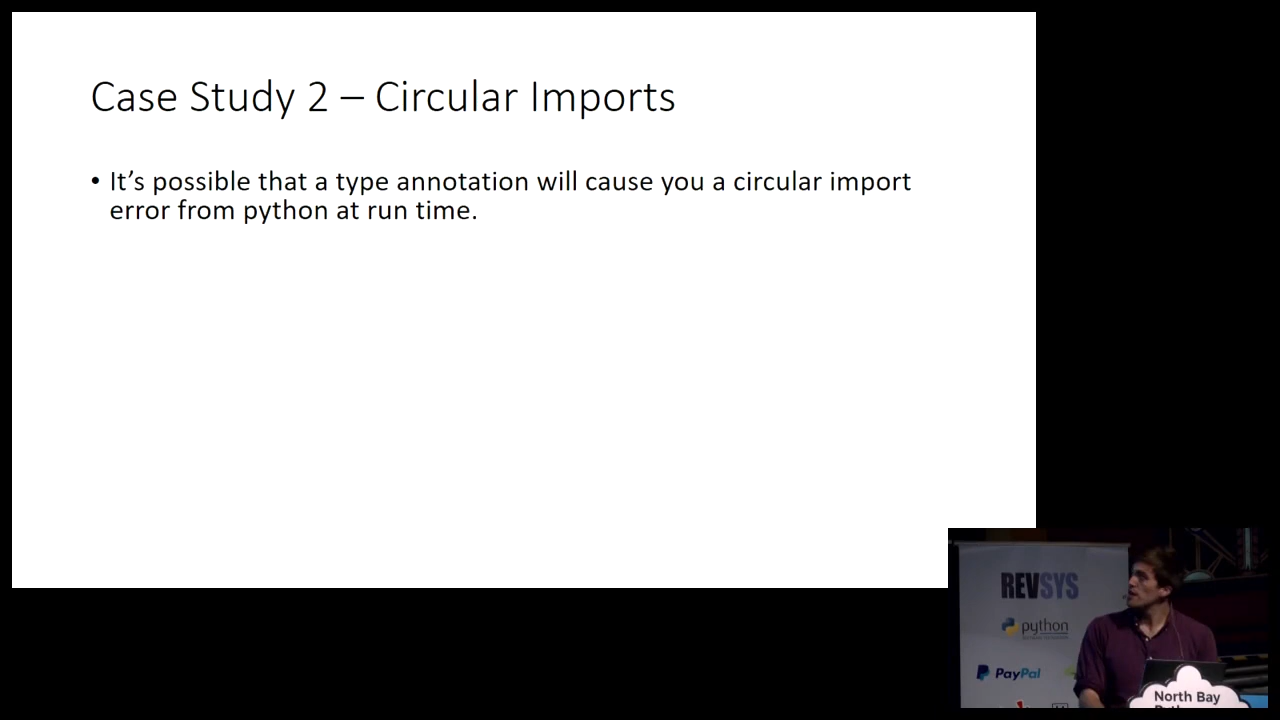 Case Study 2 – Circular Imports
• It’s possible that a type annotation will cause you a circular import
error from python at run time.
REVSYS
python
PayPal
North Bay